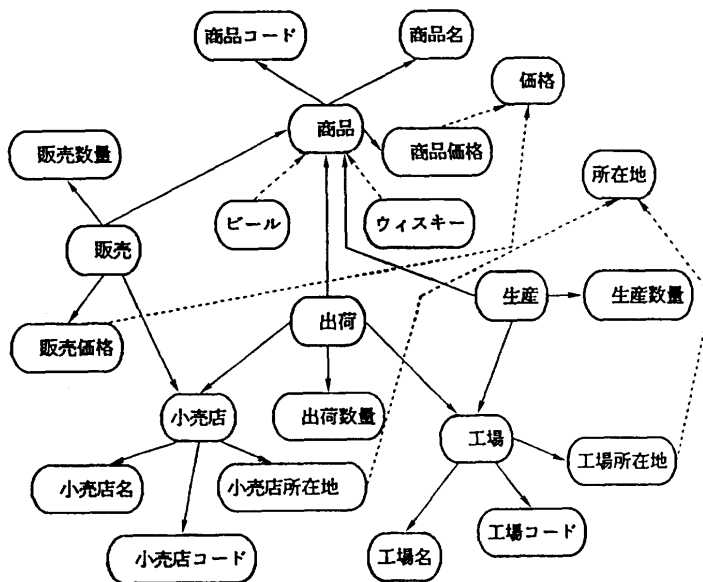 商品コード
商品名
価格
商品
販売数量
商品価格
所在地
ビール
ウィスキー
販売
生産
生産数量
出荷
販売価格
小売店
出荷数量
工場
工場所在地
小売店名
小売店所在地
工場コード
小売店コード
工場名